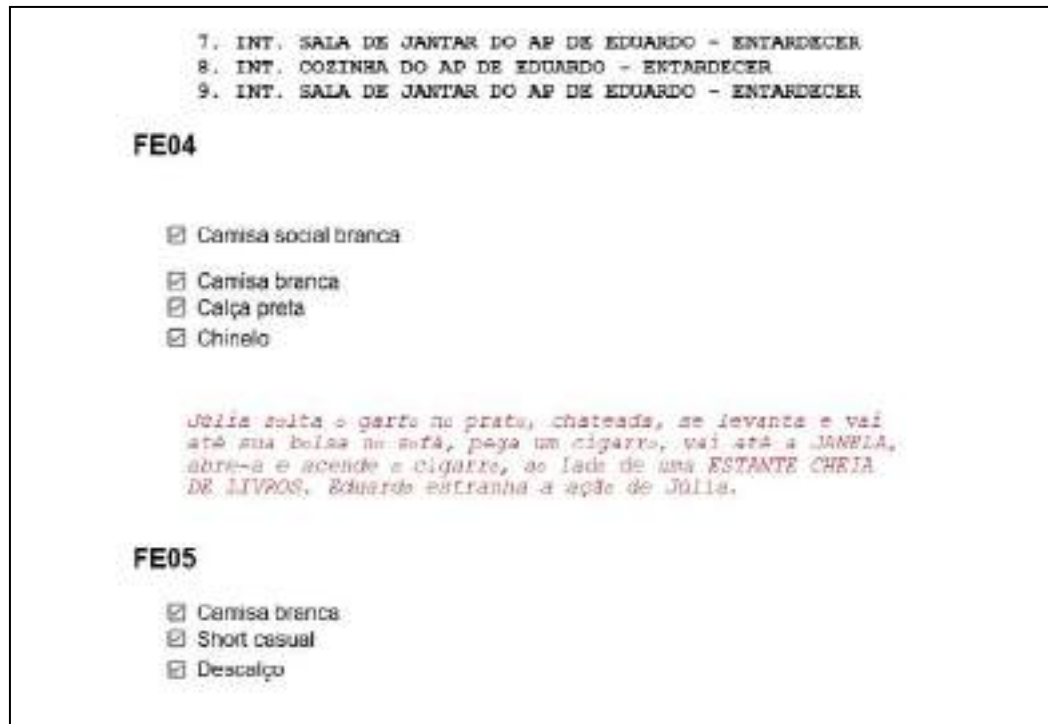 7. INT. SALA DE JANTAR DO AP DE EDUARDO - ENTARDECER
8. INT. COZINHA DO AP DE EDUARDO - ENTARDECER
9. INT. SALA DE JANTAR DO AP DE EDUARDO - ENTARDECER
FE04
Camisa social branca
Camisa branca
Calça preta
Chinelo
Júlia solta o garfo no prato, chateada, se levanta e vai
até sua bolsa no sofá, pega um cigarro, vai até a JANELA,
abre-a e acende o cigarro, ao lado de uma ESTANTE CHEIA
DE LIVROS. Eduardo estranha a ação de Júlia.
FE05
Camisa branca
Short casual
Descalço